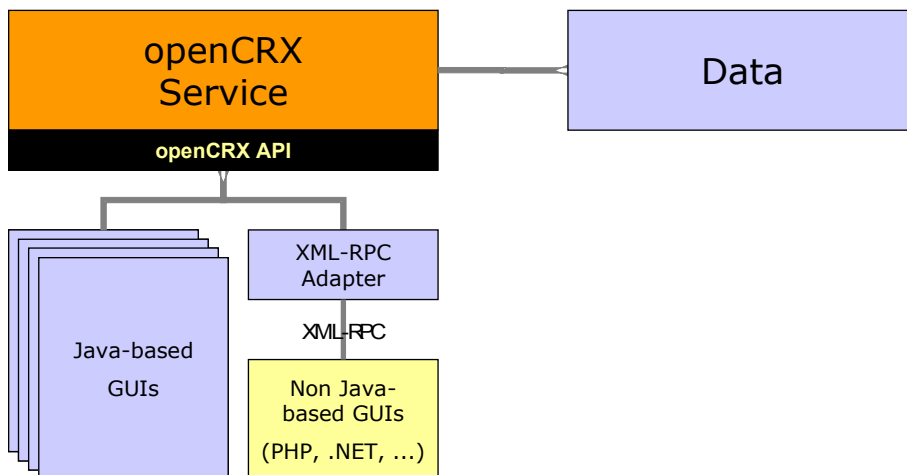 openCRX
Service
Data
openCRX API
XML-RPC
Adapter
XML-RPC
Java-based
GUIs
Non Java-
based GUIs
(PHP, .NET, ...)